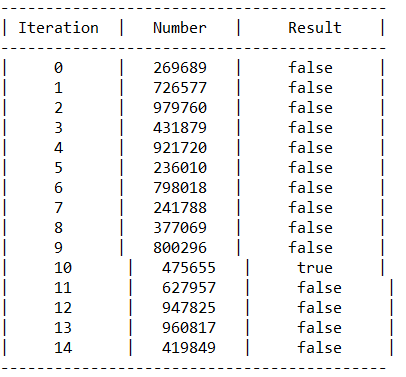 ---------------------------------------------
| Iteration  |   Number   |     Result    |
---------------------------------------------
|     0      |   269689   |     false     |
|     1      |   726577   |     false     |
|     2      |   979760   |     false     |
|     3      |   431879   |     false     |
|     4      |   921720   |     false     |
|     5      |   236010   |     false     |
|     6      |   798018   |     false     |
|     7      |   241788   |     false     |
|     8      |   377069   |     false     |
|     9      |   800296   |     false     |
|     10      |   475655   |     true     |
|     11      |   627957   |     false     |
|     12      |   947825   |     false     |
|     13      |   960817   |     false     |
|     14      |   419849   |     false     |
---------------------------------------------